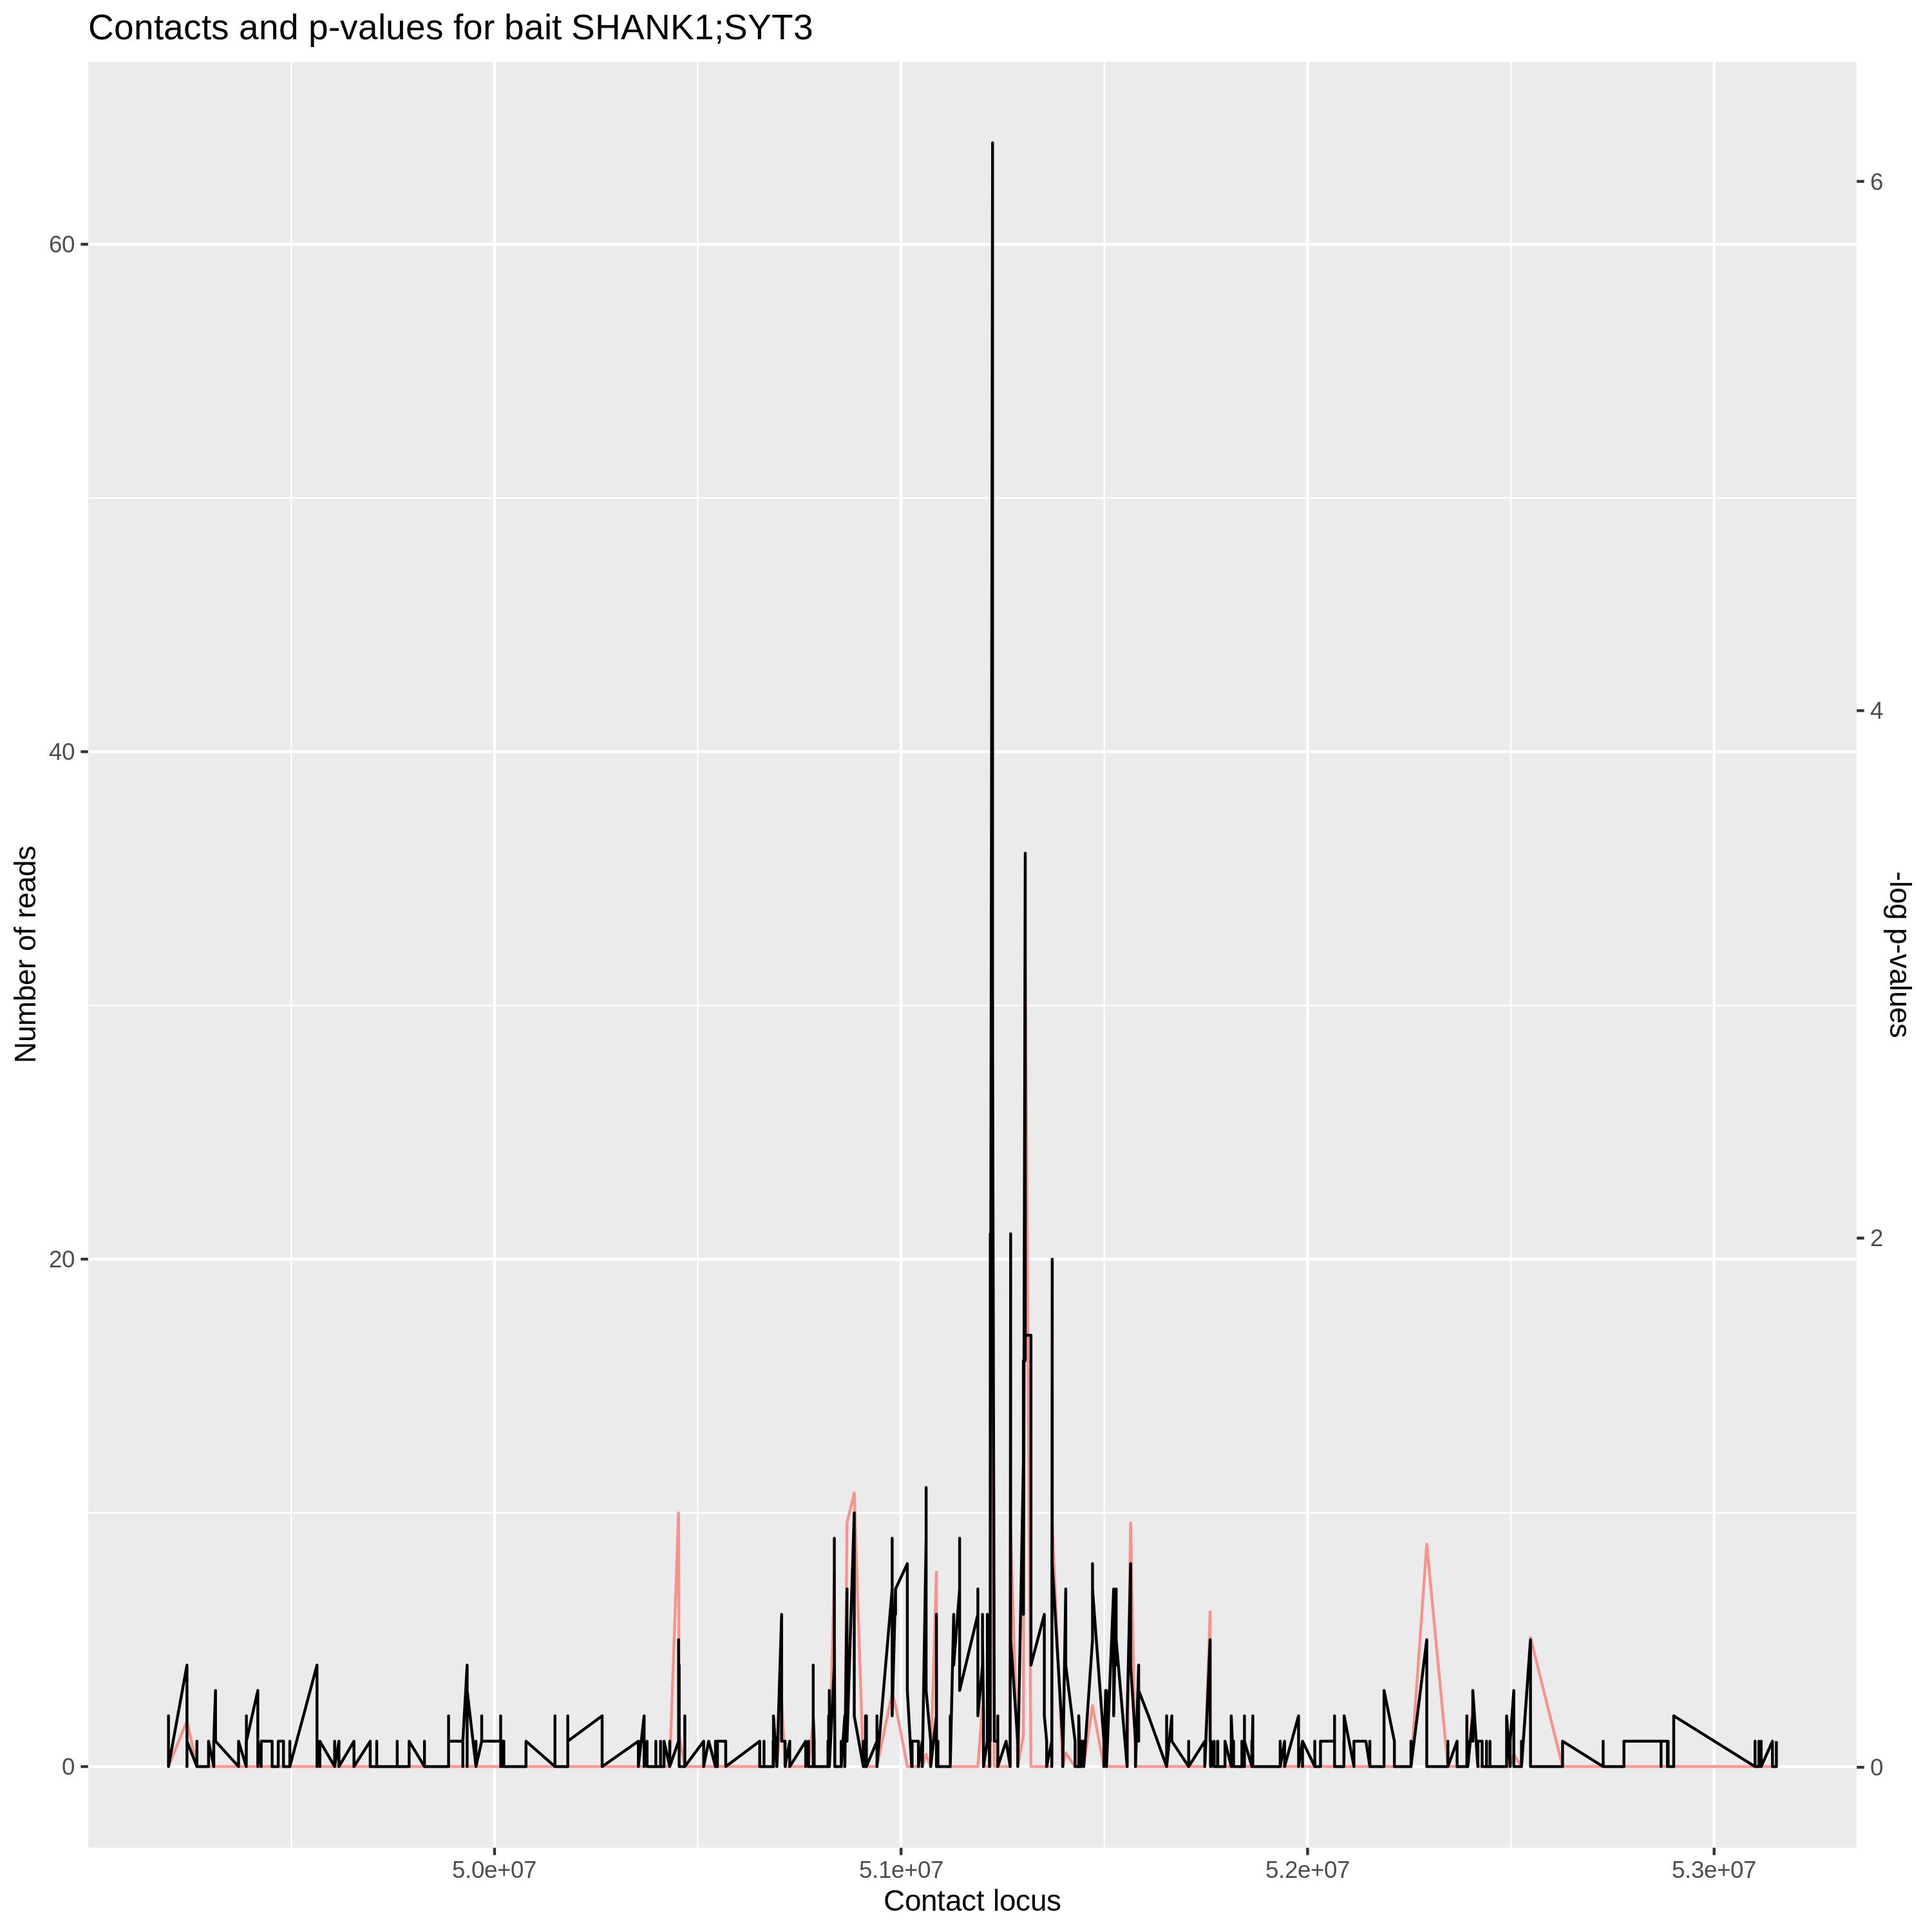 Contacts and p-values for bait SHANK1;SYT3
60
40
20
0
Number of reads
6
4
2
0
-log p-values
5.0e+07
5.1e+07
5.2e+07
5.3e+07
Contact locus